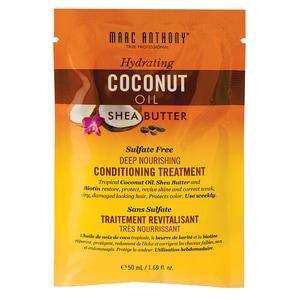 MARC ANTHONY
TRUE PROFESSIONAL
Hydrating
COCONUT
OIL
SHEA BUTTER
Sulfate Free
DEEP NOURISHING
CONDITIONING TREATMENT
Tropical Coconut Oil, Shea Butter and
Biotin restore, protect, revive shine and correct weak,
dry, damaged looking hair. Protects color. Use weekly.
Sans Sulfate
TRAITEMENT REVITALISANT
TRÈS NOURRISSANT
L'huile de noix de coco tropicale, le beurre de karité et la biotine
réparent, protègent, redonnent de l'éclat et corrigent les cheveux faibles, secs
et endommagés. Protège la couleur. Utilisation hebdomadaire.
℮ 50 mL / 1.69 fl. oz.